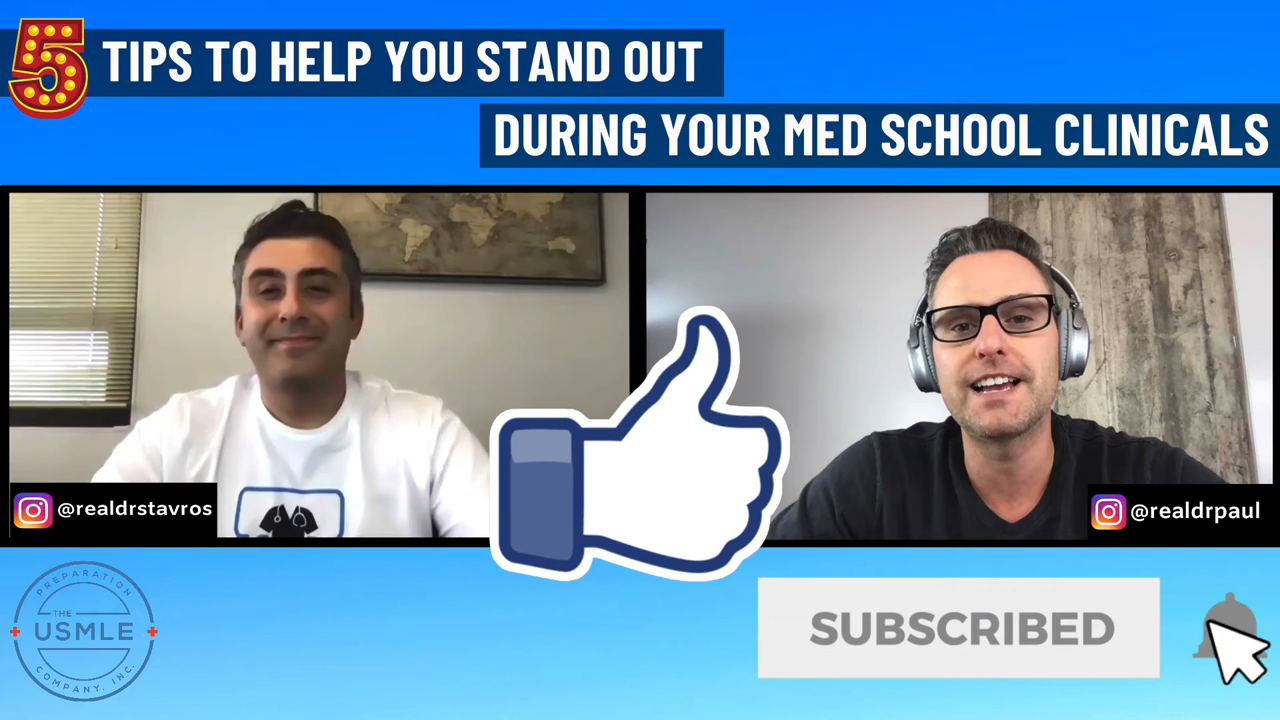 5 TIPS TO HELP YOU STAND OUT
DURING YOUR MED SCHOOL CLINICALS
@realdrstavros
@realdrpaul
PREPARATION
THE
USMLE
COMPANY, INC.
SUBSCRIBED